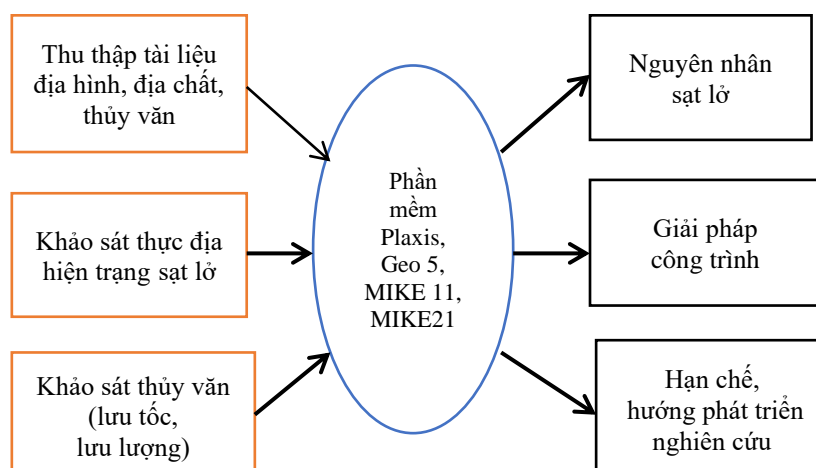 Thu thập tài liệu
địa hình, địa chất,
thủy văn
Khảo sát thực địa
hiện trạng sạt lở
Khảo sát thủy văn
(lưu tốc,
lưu lượng)
Phần
mềm
Plaxis,
Geo 5,
MIKE 11,
MIKE21
Nguyên nhân
sạt lở
Giải pháp
công trình
Hạn chế,
hướng phát triển
nghiên cứu